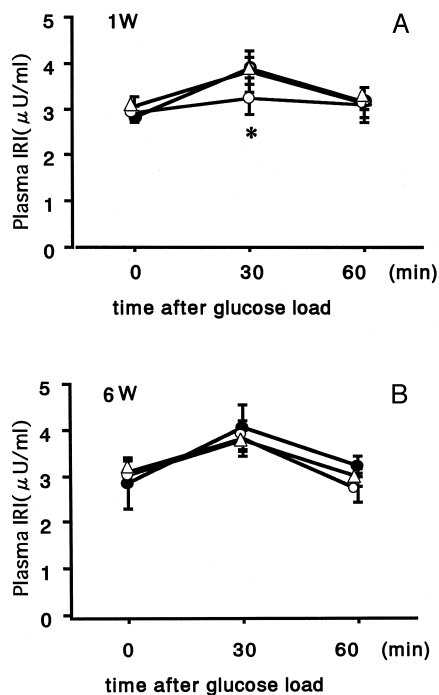 5
1W
A
4
3
2
1
0
Plasma IRI(μU/ml)
*
0 30 60 (min)
time after glucose load
5
6W
B
4
3
2
1
0
Plasma IRI(μU/ml)
0 30 60 (min)
time after glucose load